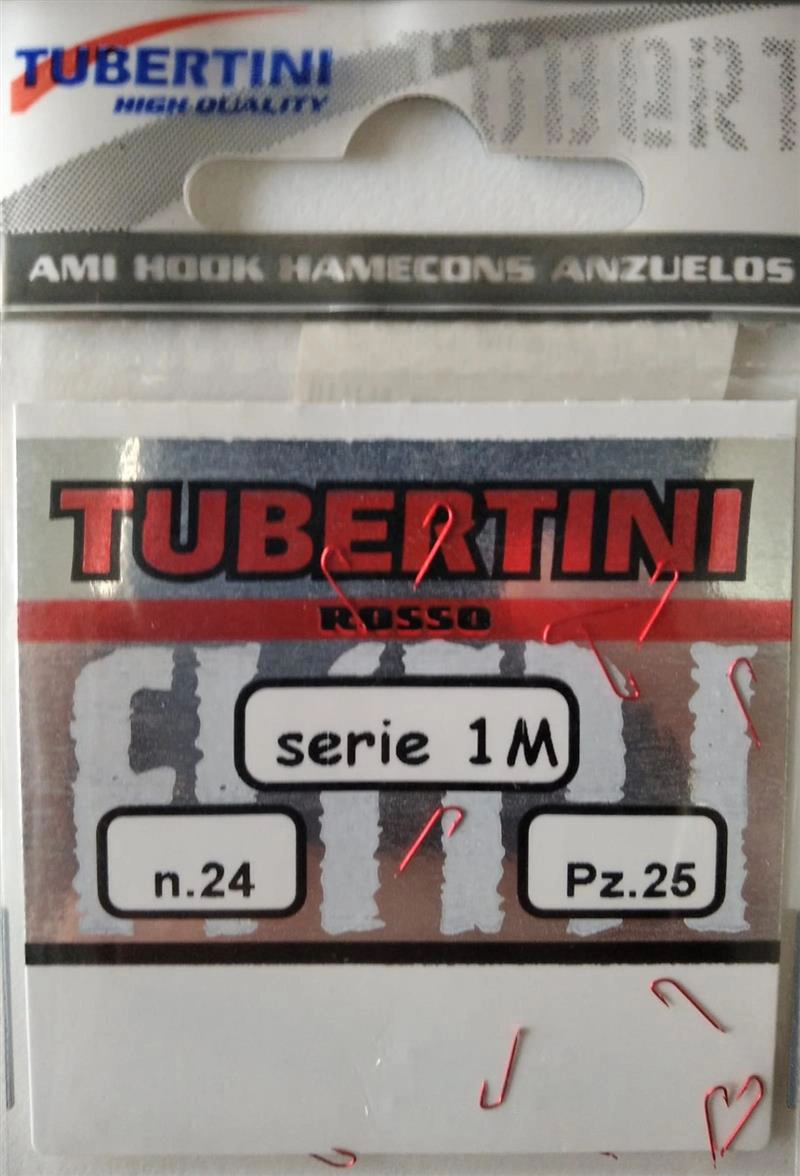 TUBERTINI
HIGH QUALITY
AMI HOOK HAMECONS ANZUELOS
TUBERTINI
ROSSO
serie 1M
n.24
Pz.25